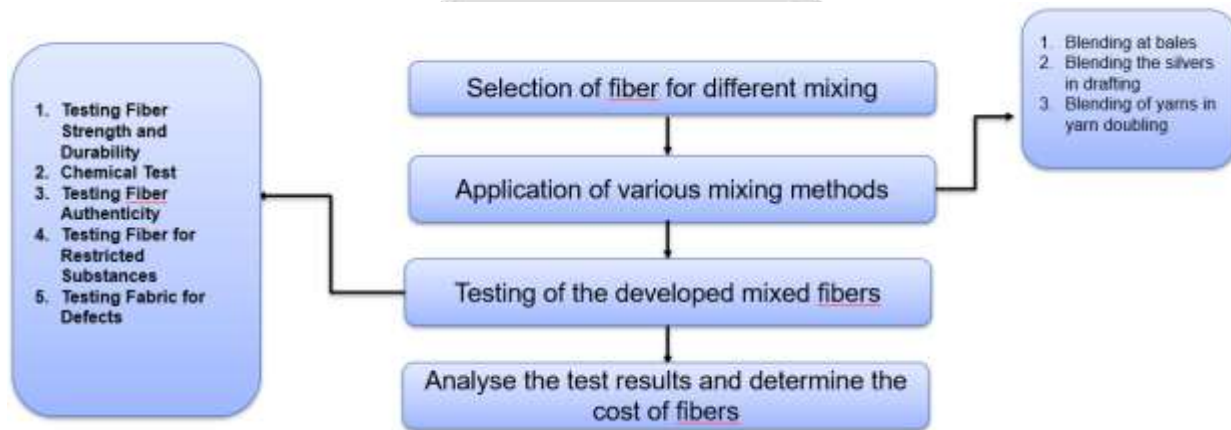 Selection of fiber for different mixing
Application of various mixing methods
1. Blending at bales
2. Blending the silvers
in drafting
3. Blending of yarns in
yarn doubling
Testing of the developed mixed fibers
1. Testing Fiber
Strength and
Durability
2. Chemical Test
3. Testing Fiber
Authenticity
4. Testing Fiber for
Restricted
Substances
5. Testing Fabric for
Defects
Analyse the test results and determine the
cost of fibers